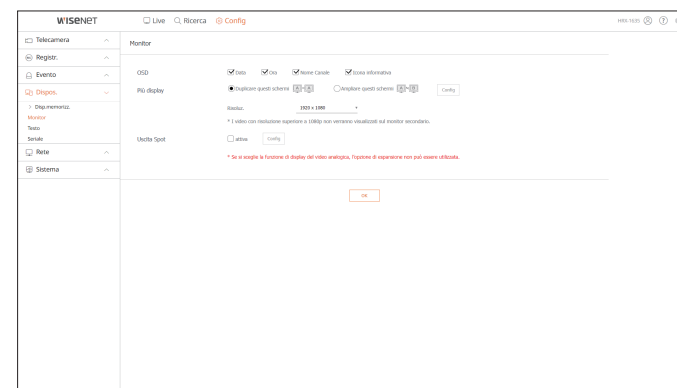 WISENET Live Ricerca Config HRX-1635
Telecamera
Monitor
Registr.
Evento
OSD Data Ora Nome Canale Icona informativa
Dispos.
Più display Duplicare questi schermi Ampliare questi schermi Config
Disp.memorizz.
Risoluz. 1920 x 1080
Monitor
* I video con risoluzione superiore a 1080p non verranno visualizzati sul monitor secondario.
Testo
Seriale
Uscita Spot attiva Config
Rete
* Se si sceglie la funzione di display del video analogica, l'opzione di espansione non può essere utilizzata.
Sistema
OK